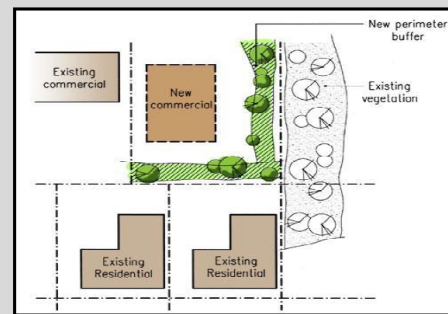 New perimeter
buffer
Existing
commercial
New
commercial
Existing
vegetation
Existing
Residential
Existing
Residential